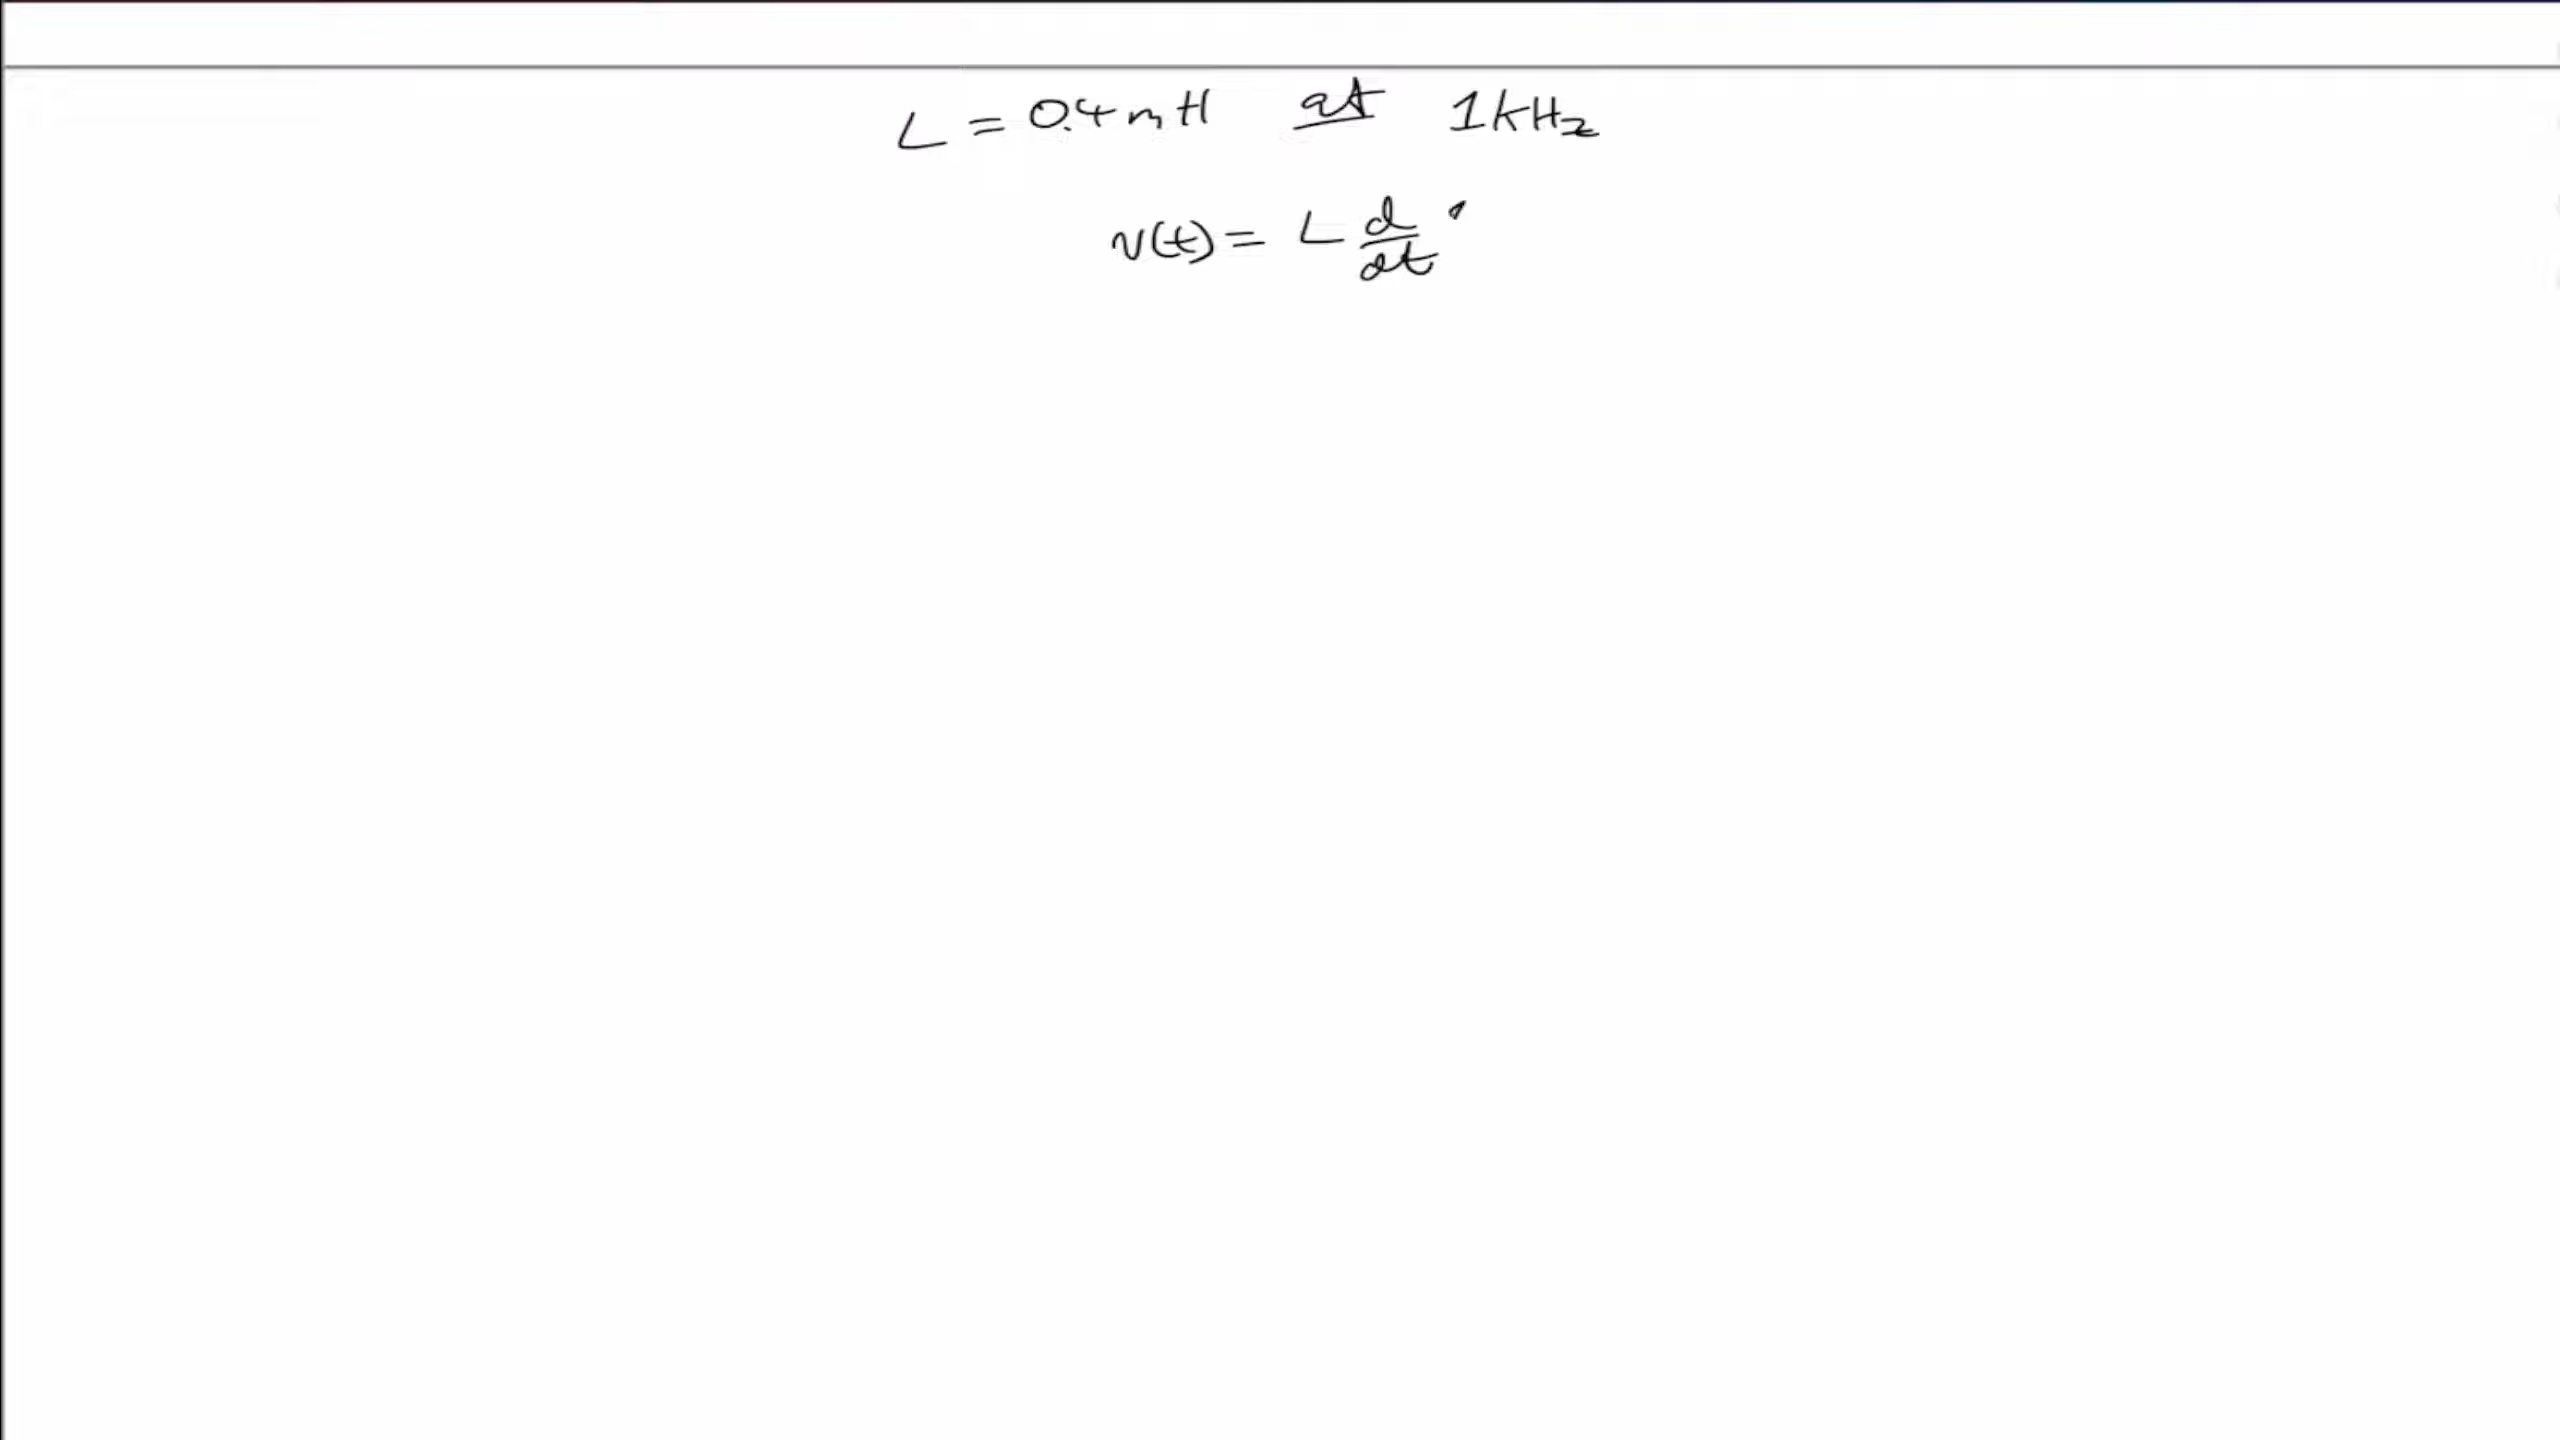 L = 0.4 mH at 1kHz
v(t) = L d/dt